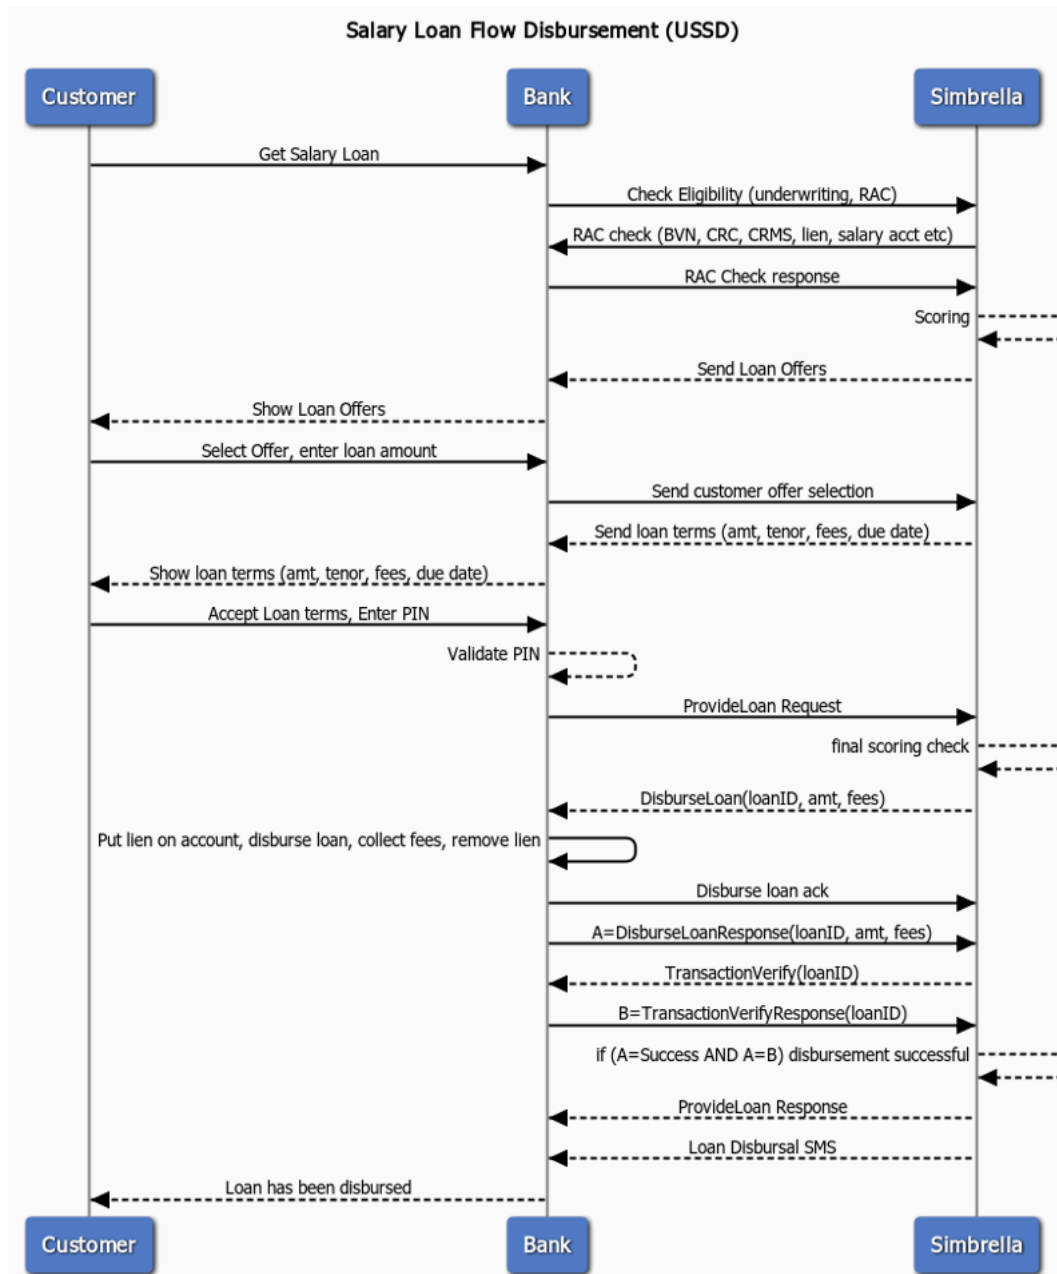 Salary Loan Flow Disbursement (USSD)
Customer
Bank
Simbrella
Get Salary Loan
Check Eligibility (underwriting, RAC)
RAC check (BVN, CRC, CRMS, lien, salary acct etc)
RAC Check response
Scoring
Send Loan Offers
Show Loan Offers
Select Offer, enter loan amount
Send customer offer selection
Send loan terms (amt, tenor, fees, due date)
Show loan terms (amt, tenor, fees, due date)
Accept Loan terms, Enter PIN
Validate PIN
ProvideLoan Request
final scoring check
DisburseLoan(loanID, amt, fees)
Put lien on account, disburse loan, collect fees, remove lien
Disburse loan ack
A=DisburseLoanResponse(loanID, amt, fees)
TransactionVerify(loanID)
B=TransactionVerifyResponse(loanID)
if (A=Success AND A=B) disbursement successful
ProvideLoan Response
Loan Disbursal SMS
Loan has been disbursed
Customer
Bank
Simbrella